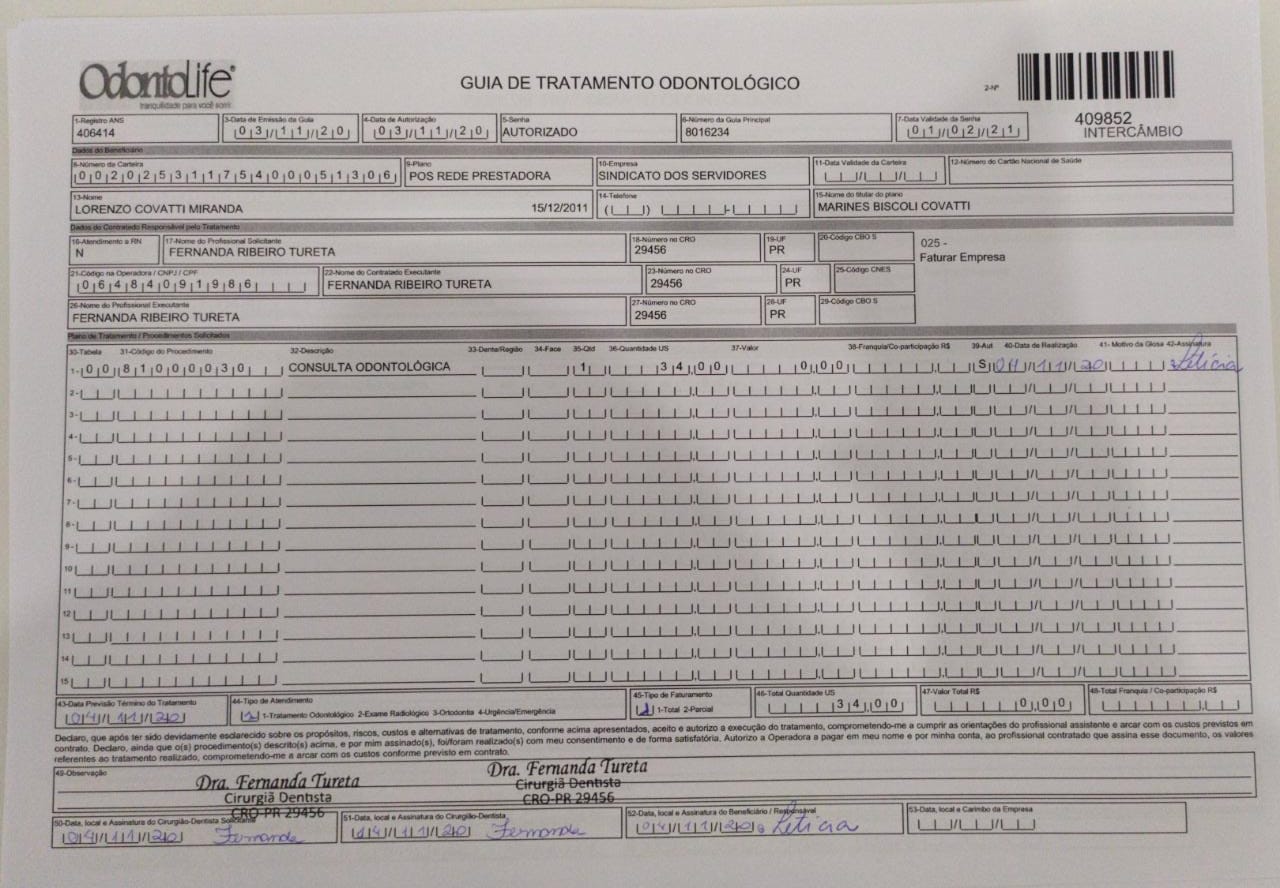 OdontoLife®
tranquilidade para você sorrir
GUIA DE TRATAMENTO ODONTOLÓGICO
2-Nº
409852
INTERCÂMBIO
1-Registro ANS
406414
3-Data de Emissão da Guia
03/11/20
4-Data de Autorização
03/11/20
5-Senha
AUTORIZADO
6-Número da Guia Principal
8016234
7-Data Validade da Senha
01/02/21
Dados do Beneficiário
8-Número da Carteira
00202531175400051306
9-Plano
POS REDE PRESTADORA
10-Empresa
SINDICATO DOS SERVIDORES
11-Data Validade da Carteira
12-Número do Cartão Nacional de Saúde
13-Nome
LORENZO COVATTI MIRANDA 15/12/2011
14-Telefone
15-Nome do titular do plano
MARINES BISCOLI COVATTI
Dados do Contratado Responsável pelo Tratamento
16-Atendimento a RN
N
17-Nome do Profissional Solicitante
FERNANDA RIBEIRO TURETA
18-Número no CRO
29456
19-UF
PR
20-Código CBO S
025 -
Faturar Empresa
21-Código na Operadora / CNPJ / CPF
06484091986
22-Nome do Contratado Executante
FERNANDA RIBEIRO TURETA
23-Número no CRO
29456
24-UF
PR
25-Código CNES
26-Nome do Profissional Executante
FERNANDA RIBEIRO TURETA
27-Número no CRO
29456
28-UF
PR
29-Código CBO S
Plano de Tratamento / Procedimentos Solicitados
30-Tabela 31-Código do Procedimento 32-Descrição 33-Dente/Região 34-Face 35-Qtd 36-Quantidade US 37-Valor 38-Franquia/Co-participação R$ 39-Aut 40-Data de Realização 41- Motivo da Glosa 42-Assinatura
1- 00 81000030 CONSULTA ODONTOLÓGICA 1 34,00 0,00 S 04/11/20 Letícia
2-
3-
4-
5-
6-
7-
8-
9-
10
11
12
13
14
15
43-Data Previsão Término do Tratamento
04/11/20
44-Tipo de Atendimento
1 1-Tratamento Odontológico 2-Exame Radiológico 3-Ortodontia 4-Urgência/Emergência
45-Tipo de Faturamento
1 1-Total 2-Parcial
46-Total Quantidade US
34,00
47-Valor Total R$
0,00
48-Total Franquia / Co-participação R$
Declaro, que após ter sido devidamente esclarecido sobre os propósitos, riscos, custos e alternativas de tratamento, conforme acima apresentados, aceito e autorizo a execução do tratamento, comprometendo-me a cumprir as orientações do profissional assistente e arcar com os custos previstos em
contrato. Declaro, ainda que o(s) procedimento(s) descrito(s) acima, e por mim assinado(s), foi/foram realizado(s) com meu consentimento e de forma satisfatória. Autorizo a Operadora a pagar em meu nome e por minha conta, ao profissional contratado que assina esse documento, os valores
referentes ao tratamento realizado, comprometendo-me a arcar com os custos conforme previsto em contrato.
49-Observação
Dra. Fernanda Tureta
Cirurgiã Dentista
CRO-PR 29456
Dra. Fernanda Tureta
Cirurgiã Dentista
CRO-PR 29456
50-Data, local e Assinatura do Cirurgião-Dentista Solicitante
04/11/20 Fernanda
51-Data, local e Assinatura do Cirurgião-Dentista
04/11/20 Fernanda
52-Data, local e Assinatura do Beneficiário / Responsável
04/11/20 Letícia
53-Data, local e Carimbo da Empresa